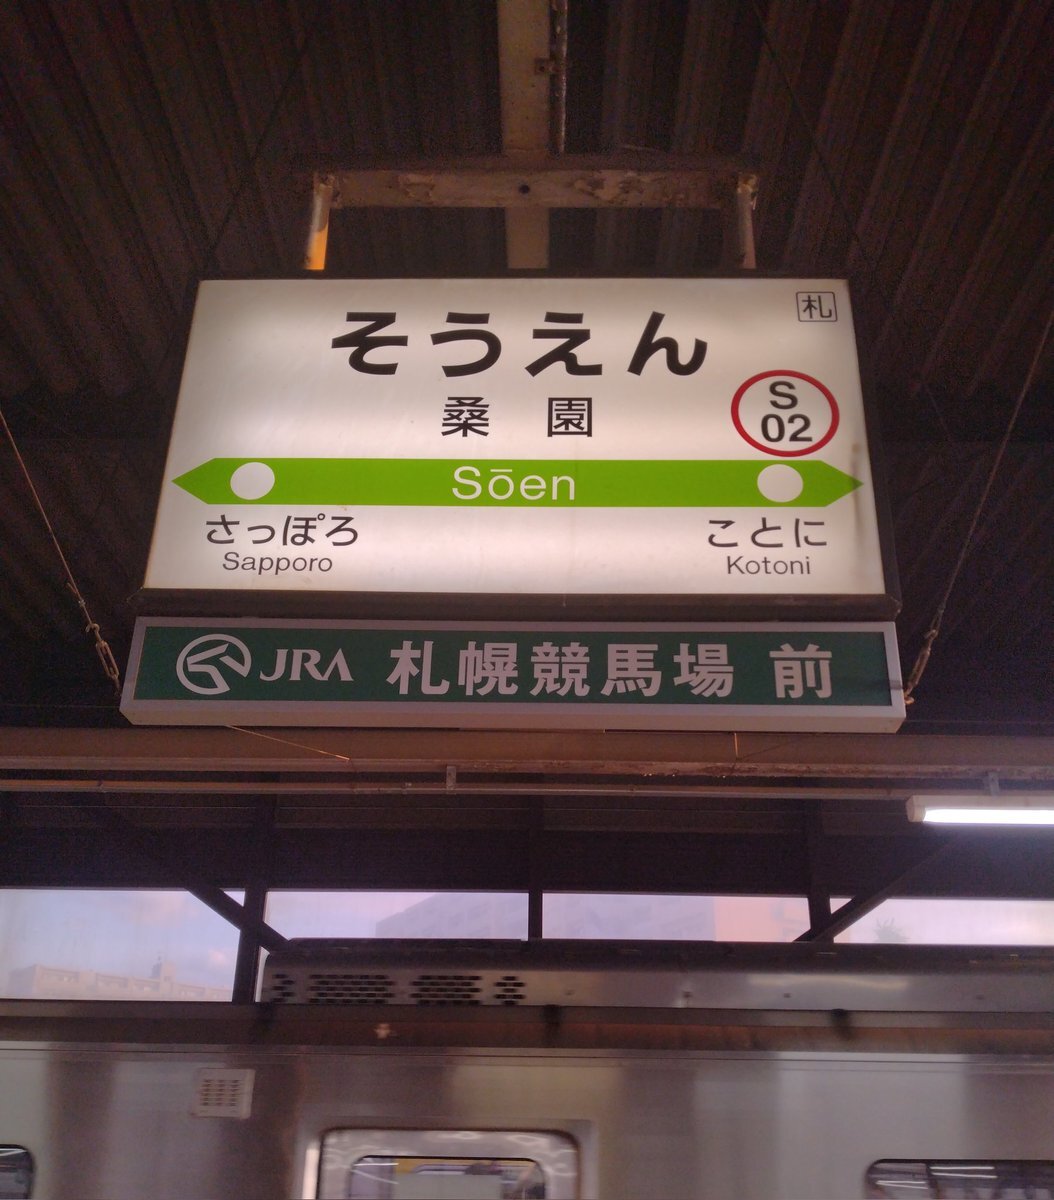 札
そうえん
桑園
S
02
Sōen
さっぽろ
Sapporo
ことに
Kotoni
JRA 札幌競馬場 前